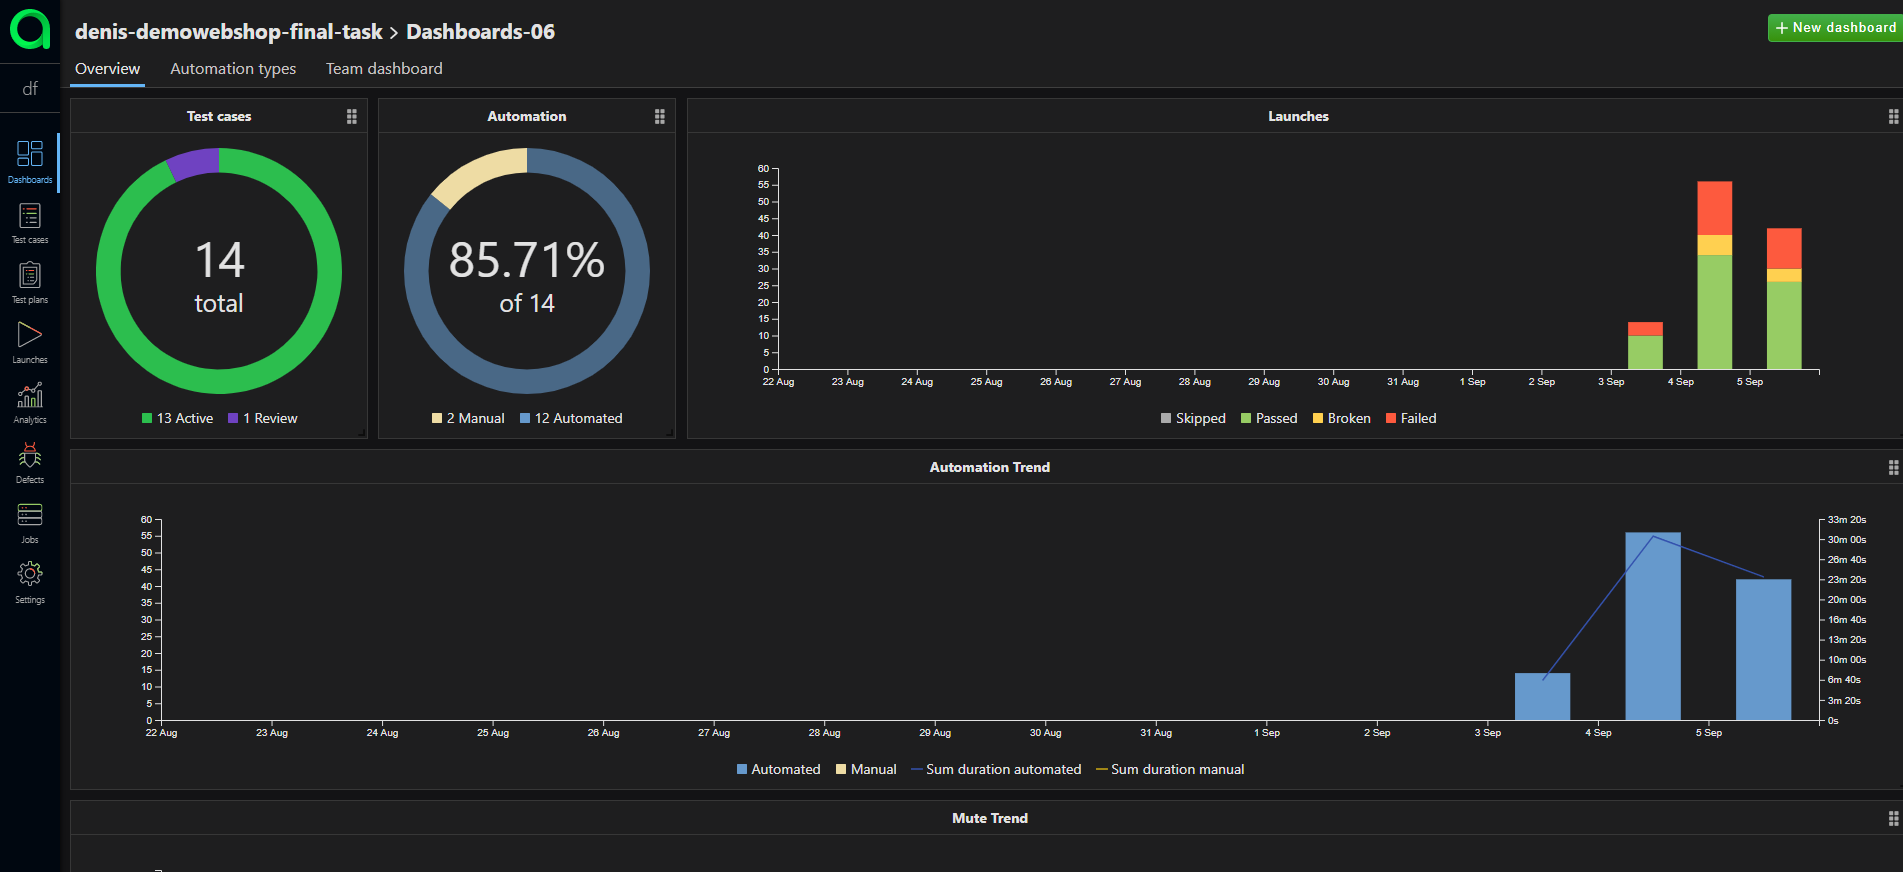 denis-demowebshop-final-task > Dashboards-06
+ New dashboard
Overview Automation types Team dashboard
df
Dashboards
Test cases
Test plans
Launches
Analytics
Defects
Jobs
Settings
Test cases
14
total
13 Active 1 Review
Automation
85.71%
of 14
2 Manual 12 Automated
Launches
60
55
50
45
40
35
30
25
20
15
10
5
0
22 Aug 23 Aug 24 Aug 25 Aug 26 Aug 27 Aug 28 Aug 29 Aug 30 Aug 31 Aug 1 Sep 2 Sep 3 Sep 4 Sep 5 Sep
Skipped Passed Broken Failed
Automation Trend
60
55
50
45
40
35
30
25
20
15
10
5
0
33m 20s
30m 00s
26m 40s
23m 20s
20m 00s
16m 40s
13m 20s
10m 00s
6m 40s
3m 20s
0s
22 Aug 23 Aug 24 Aug 25 Aug 26 Aug 27 Aug 28 Aug 29 Aug 30 Aug 31 Aug 1 Sep 2 Sep 3 Sep 4 Sep 5 Sep
Automated Manual Sum duration automated Sum duration manual
Mute Trend